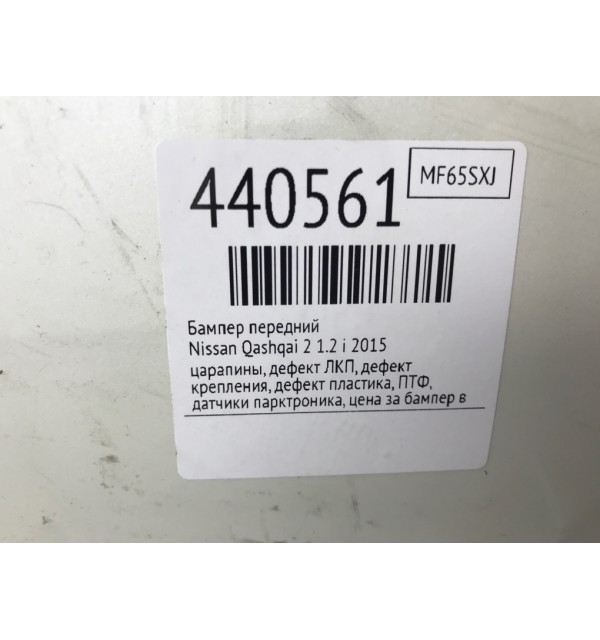 440561
MF65SXJ
Бампер передний
Nissan Qashqai 2 1.2 i 2015
царапины, дефект ЛКП, дефект
крепления, дефект пластика, ПТФ,
датчики парктроника, цена за бампер в